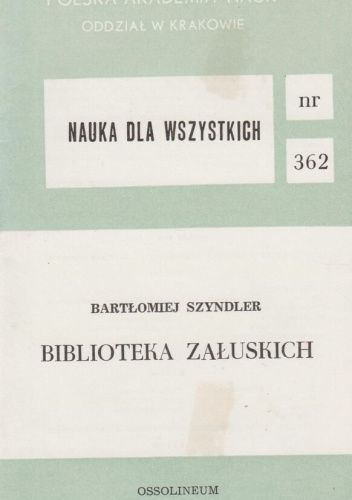 POLSKA AKADEMIA NAUK
ODDZIAŁ W KRAKOWIE
NAUKA DLA WSZYSTKICH
nr
362
BARTŁOMIEJ SZYNDLER
BIBLIOTEKA ZAŁUSKICH
OSSOLINEUM